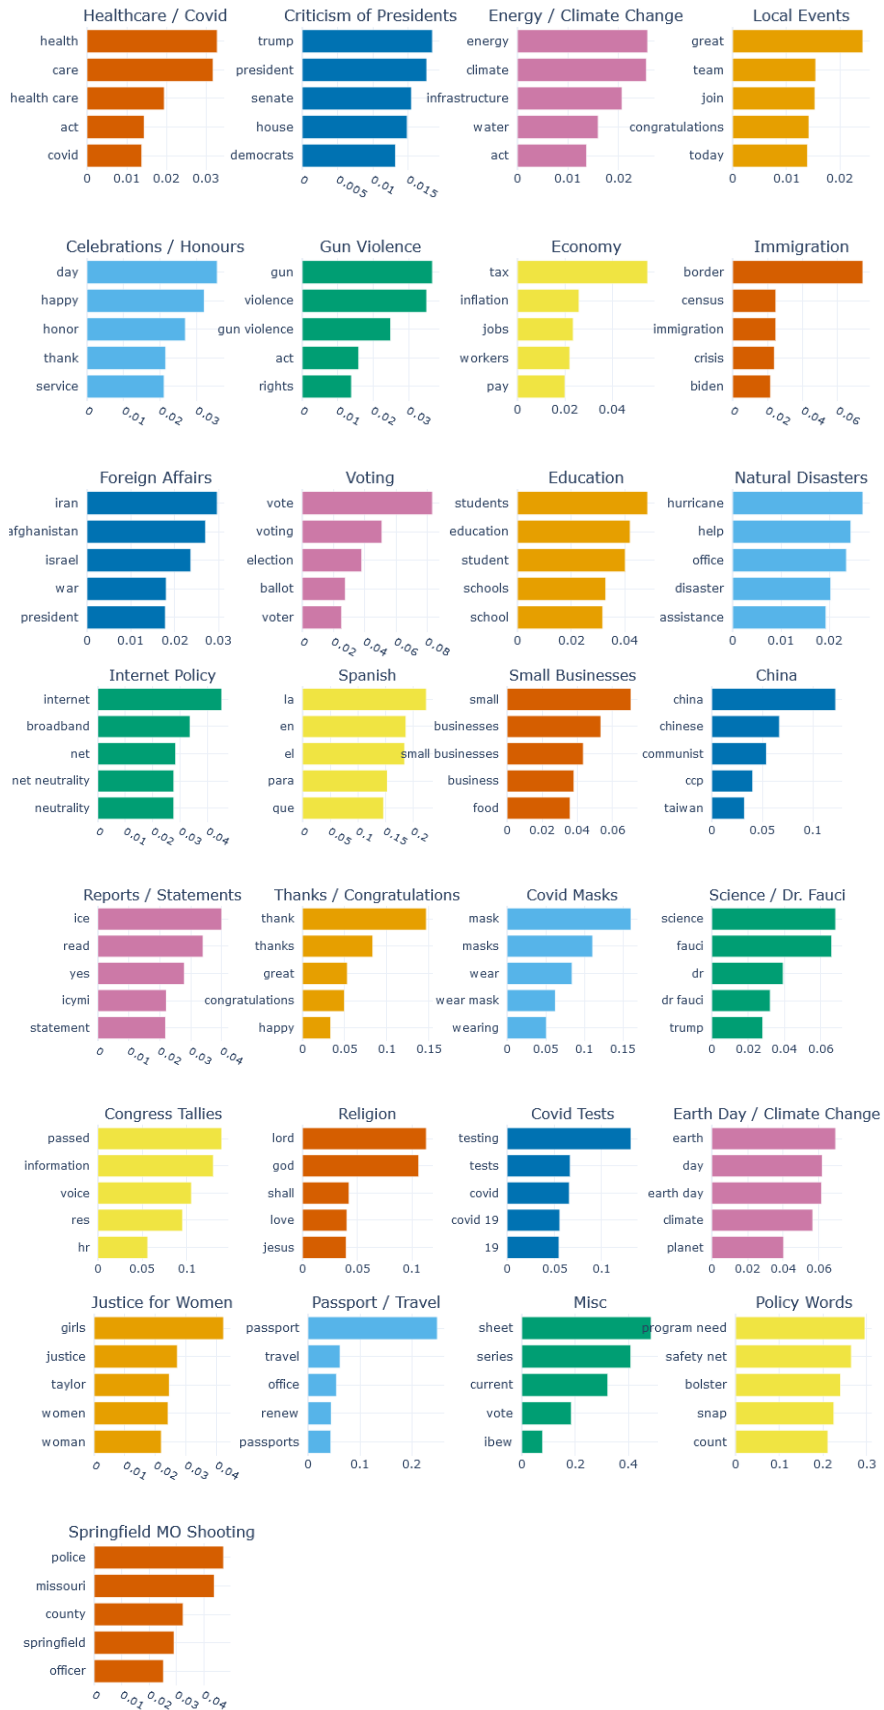 Healthcare / Covid
health
care
health care
act
covid
0 0.01 0.02 0.03
Criticism of Presidents
trump
president
senate
house
democrats
0 0.005 0.01 0.015
Energy / Climate Change
energy
climate
infrastructure
water
act
0 0.01 0.02
Local Events
great
team
join
congratulations
today
0 0.01 0.02
Celebrations / Honours
day
happy
honor
thank
service
0 0.01 0.02 0.03
Gun Violence
gun
violence
gun violence
act
rights
0 0.01 0.02 0.03
Economy
tax
inflation
jobs
workers
pay
0 0.02 0.04
Immigration
border
census
immigration
crisis
biden
0 0.02 0.04 0.06
Foreign Affairs
iran
afghanistan
israel
war
president
0 0.01 0.02 0.03
Voting
vote
voting
election
ballot
voter
0 0.02 0.04 0.06 0.08
Education
students
education
student
schools
school
0 0.02 0.04
Natural Disasters
hurricane
help
office
disaster
assistance
0 0.01 0.02
Internet Policy
internet
broadband
net
net neutrality
neutrality
0 0.01 0.02 0.03 0.04
Spanish
la
en
el
para
que
0 0.05 0.1 0.15 0.2
Small Businesses
small
businesses
small businesses
business
food
0 0.02 0.04 0.06
China
china
chinese
communist
ccp
taiwan
0 0.05 0.1
Reports / Statements
ice
read
yes
icymi
statement
0 0.01 0.02 0.03 0.04
Thanks / Congratulations
thank
thanks
great
congratulations
happy
0 0.05 0.1 0.15
Covid Masks
mask
masks
wear
wear mask
wearing
0 0.05 0.1 0.15
Science / Dr. Fauci
science
fauci
dr
dr fauci
trump
0 0.02 0.04 0.06
Congress Tallies
passed
information
voice
res
hr
0 0.05 0.1
Religion
lord
god
shall
love
jesus
0 0.05 0.1
Covid Tests
testing
tests
covid
covid 19
19
0 0.05 0.1
Earth Day / Climate Change
earth
day
earth day
climate
planet
0 0.02 0.04 0.06
Justice for Women
girls
justice
taylor
women
woman
0 0.01 0.02 0.03 0.04
Passport / Travel
passport
travel
office
renew
passports
0 0.1 0.2
Misc
sheet
series
current
vote
ibew
0 0.2 0.4
Policy Words
program need
safety net
bolster
snap
count
0 0.1 0.2 0.3
Springfield MO Shooting
police
missouri
county
springfield
officer
0 0.01 0.02 0.03 0.04